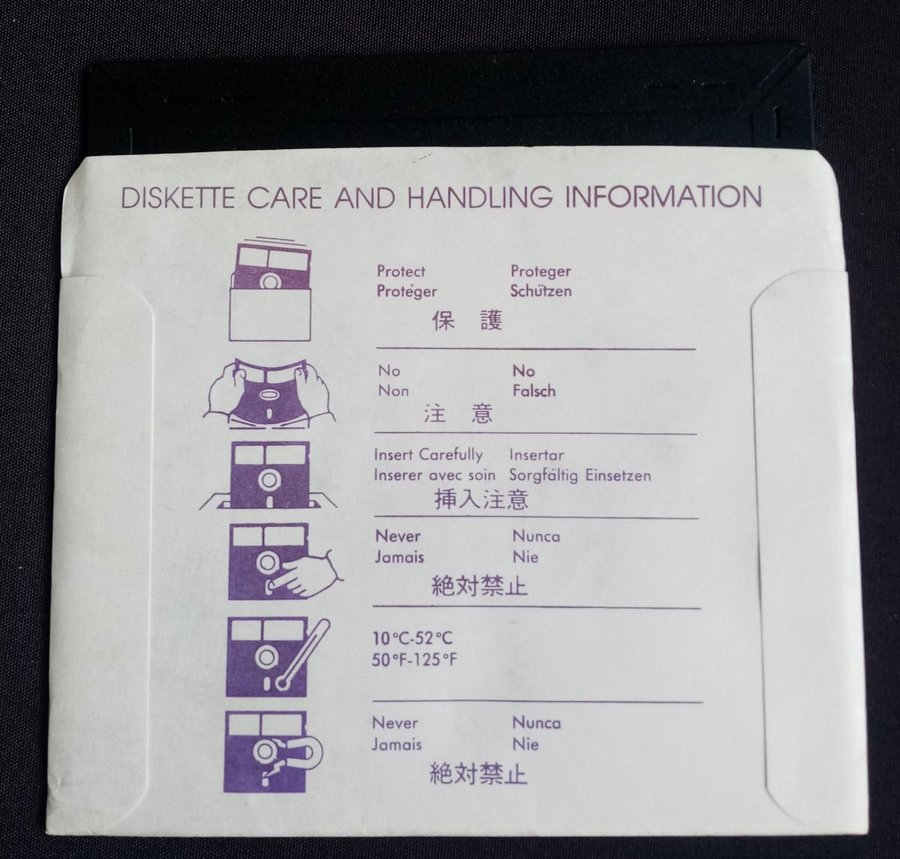 DISKETTE CARE AND HANDLING INFORMATION
Protect Proteger
Protéger Schützen
保 護
No No
Non Falsch
注 意
Insert Carefully Insertar
Inserer avec soin Sorgfältig Einsetzen
挿入注意
Never Nunca
Jamais Nie
絶対禁止
10°C-52°C
50°F-125°F
Never Nunca
Jamais Nie
絶対禁止